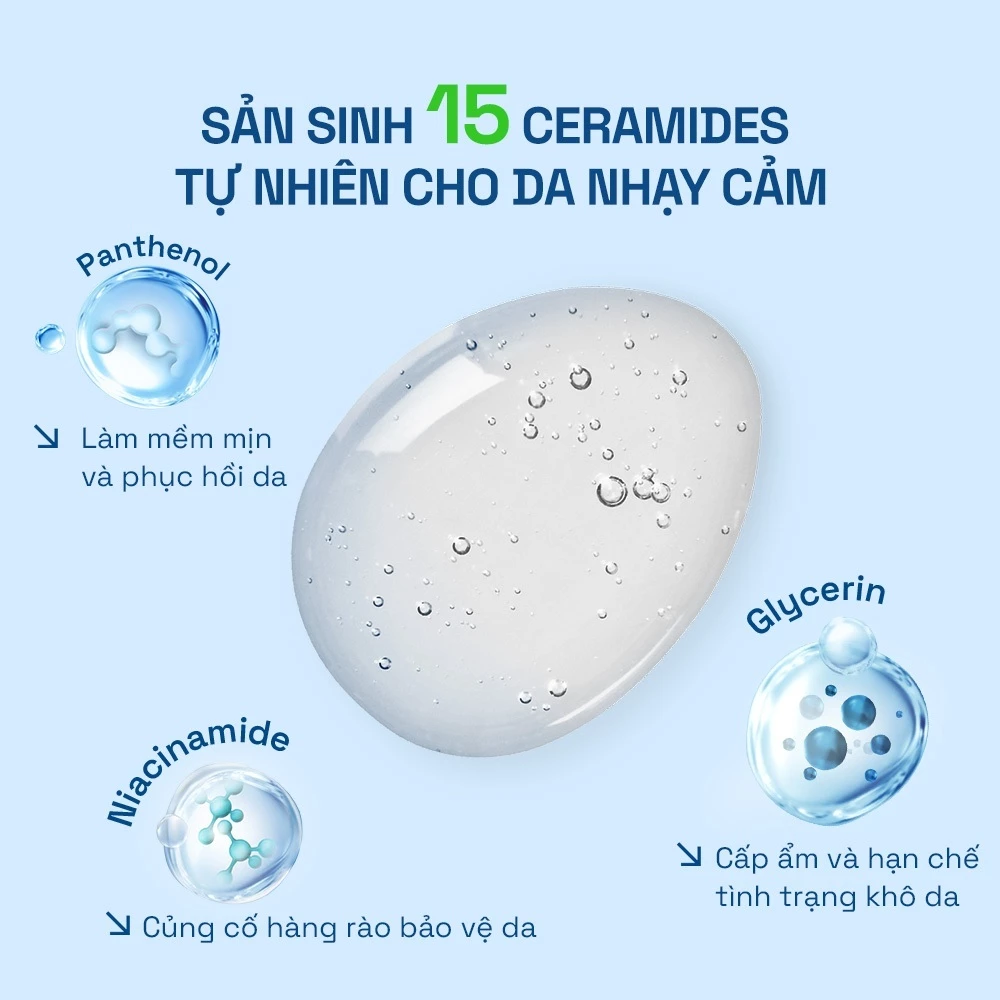 SẢN SINH 15 CERAMIDES
TỰ NHIÊN CHO DA NHẠY CẢM
Panthenol
Làm mềm mịn
và phục hồi da
Glycerin
Cấp ẩm và hạn chế
tình trạng khô da
Niacinamide
Củng cố hàng rào bảo vệ da